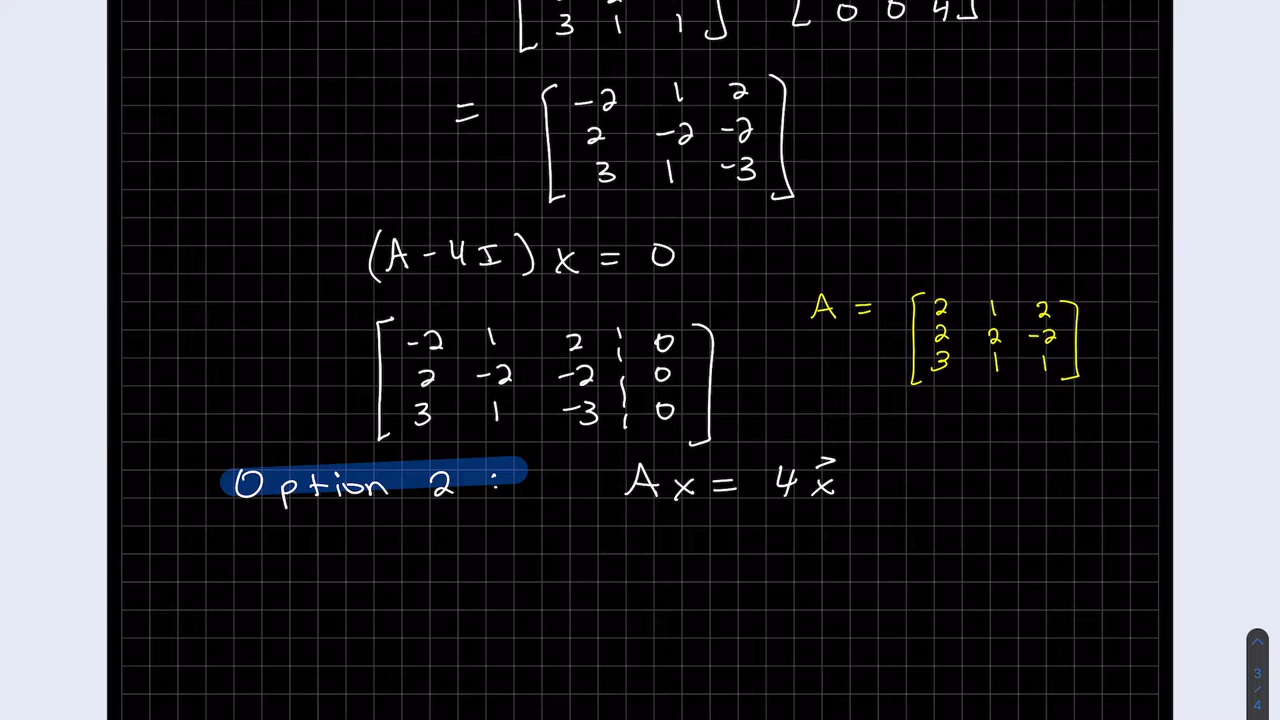 3 1 1 0 0 4
= -2 1 2
2 -2 -2
3 1 -3
(A - 4I) x = 0
A = 2 1 2
2 2 -2
3 1 1
-2 1 2 0
2 -2 -2 0
3 1 -3 0
Option 2 : Ax = 4x⃗
3
/
4